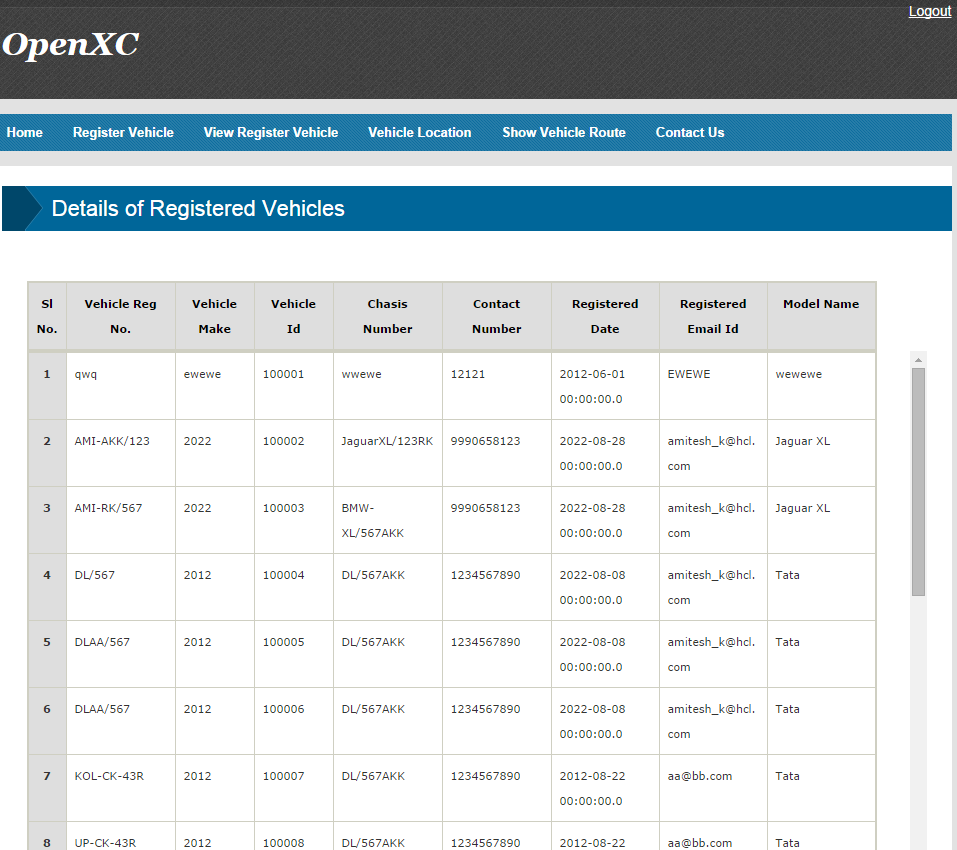 Logout
OpenXC
Home Register Vehicle View Register Vehicle Vehicle Location Show Vehicle Route Contact Us
Details of Registered Vehicles
Sl No. Vehicle Reg No. Vehicle Make Vehicle Id Chasis Number Contact Number Registered Date Registered Email Id Model Name
1 qwq ewewe 100001 wwewe 12121 2012-06-01 EWEWE wewewe
00:00:00.0
2 AMI-AKK/123 2022 100002 JaguarXL/123RK 9990658123 2022-08-28 amitesh_k@hcl. Jaguar XL
00:00:00.0 com
3 AMI-RK/567 2022 100003 BMW- 9990658123 2022-08-28 amitesh_k@hcl. Jaguar XL
XL/567AKK 00:00:00.0 com
4 DL/567 2012 100004 DL/567AKK 1234567890 2022-08-08 amitesh_k@hcl. Tata
00:00:00.0 com
5 DLAA/567 2012 100005 DL/567AKK 1234567890 2022-08-08 amitesh_k@hcl. Tata
00:00:00.0 com
6 DLAA/567 2012 100006 DL/567AKK 1234567890 2022-08-08 amitesh_k@hcl. Tata
00:00:00.0 com
7 KOL-CK-43R 2012 100007 DL/567AKK 1234567890 2012-08-22 aa@bb.com Tata
00:00:00.0
8 UP-CK-43R 2012 100008 DL/567AKK 1234567890 2012-08-22 aa@bb.com Tata